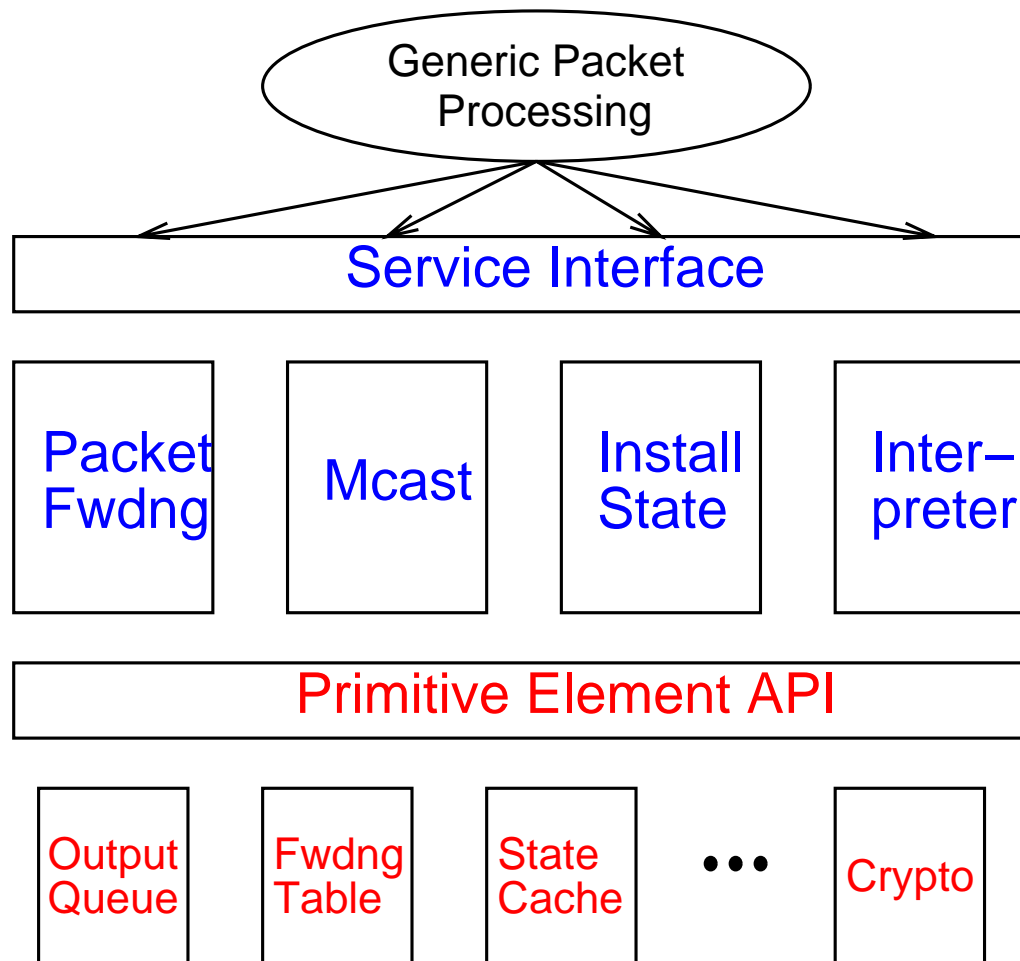 Generic Packet
Processing
Service Interface
Packet
Fwdng
Mcast
Install
State
Inter–
preter
Primitive Element API
Output
Queue
Fwdng
Table
State
Cache
•••
Crypto